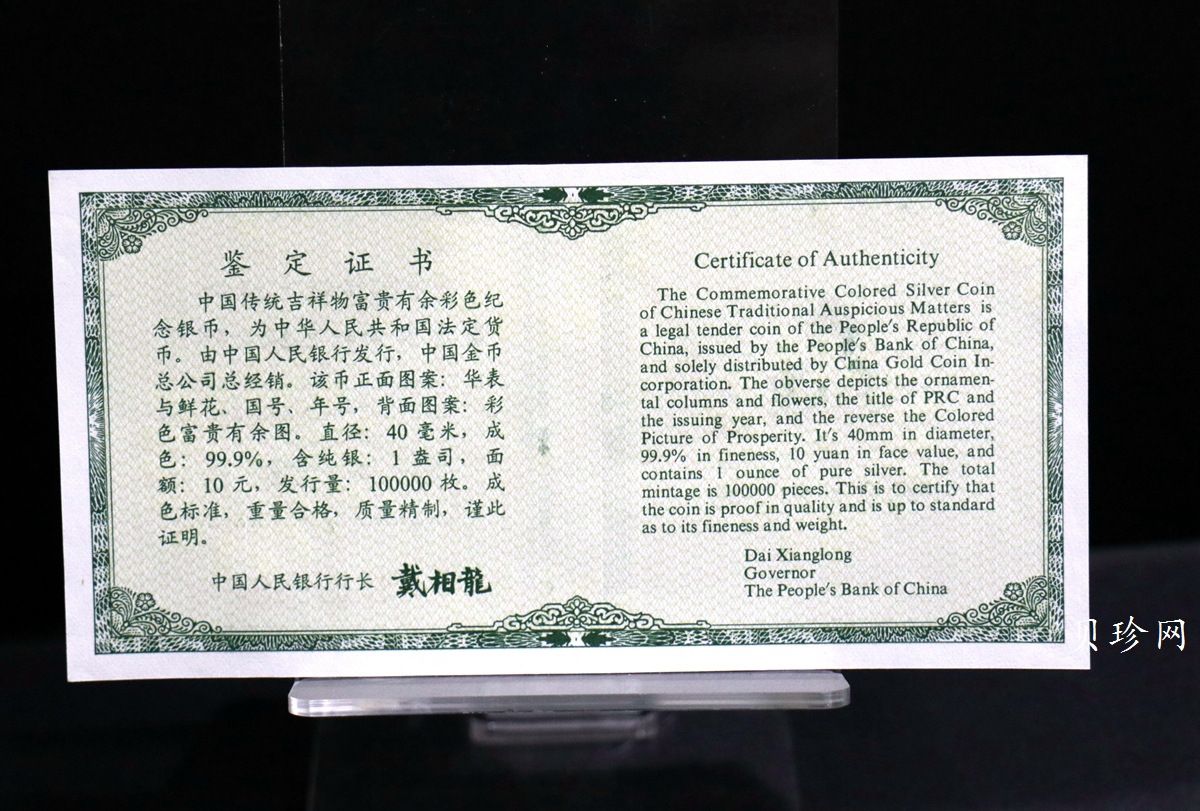 鉴定证书
中国传统吉祥物富贵有余彩色纪
念银币，为中华人民共和国法定货
币。由中国人民银行发行，中国金币
总公司总经销。该币正面图案：华表
与鲜花、国号、年号，背面图案：彩
色富贵有余图。直径：40毫米，成
色：99.9%，含纯银：1盎司，面
额：10元，发行量：100000枚。成
色标准，重量合格，质量精制，谨此
证明。
中国人民银行行长 戴相龍
Certificate of Authenticity
The Commemorative Colored Silver Coin
of Chinese Traditional Auspicious Matters is
a legal tender coin of the People's Republic of
China, issued by the People's Bank of China,
and solely distributed by China Gold Coin In-
corporation. The obverse depicts the ornamen-
tal columns and flowers, the title of PRC and
the issuing year, and the reverse the Colored
Picture of Prosperity. It's 40mm in diameter,
99.9% in fineness, 10 yuan in face value, and
contains 1 ounce of pure silver. The total
mintage is 100000 pieces. This is to certify that
the coin is proof in quality and is up to standard
as to its fineness and weight.
Dai Xianglong
Governor
The People's Bank of China
贝珍网